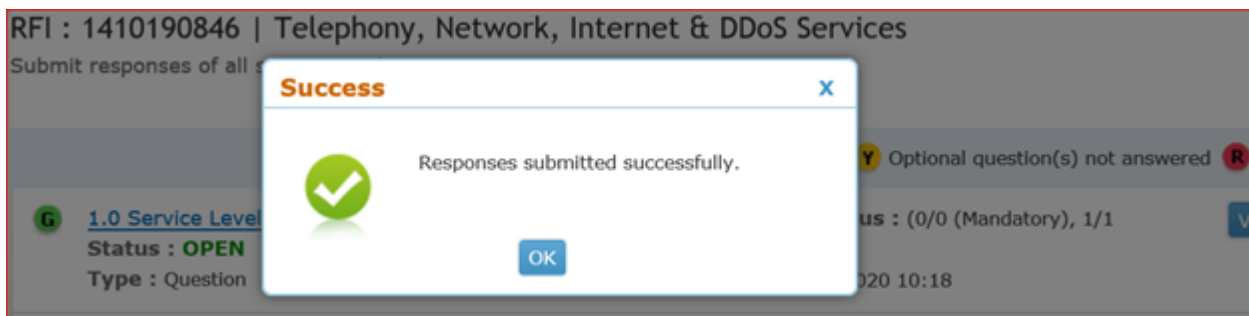 RFI : 1410190846 | Telephony, Network, Internet & DDoS Services
Submit responses of all
Success
X
Responses submitted successfully.
Y Optional question(s) not answered R
G 1.0 Service Level
us : (0/0 (Mandatory), 1/1
V
Status : OPEN
OK
Type : Question
020 10:18